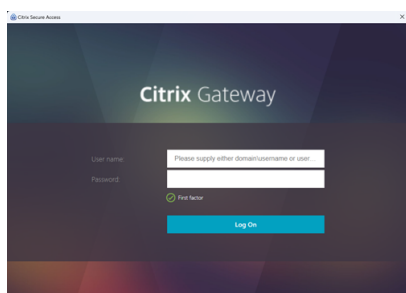 Citrix Secure Access
Citrix Gateway
User name:
Please supply either domain\username or user...
Password:
First factor
Log On